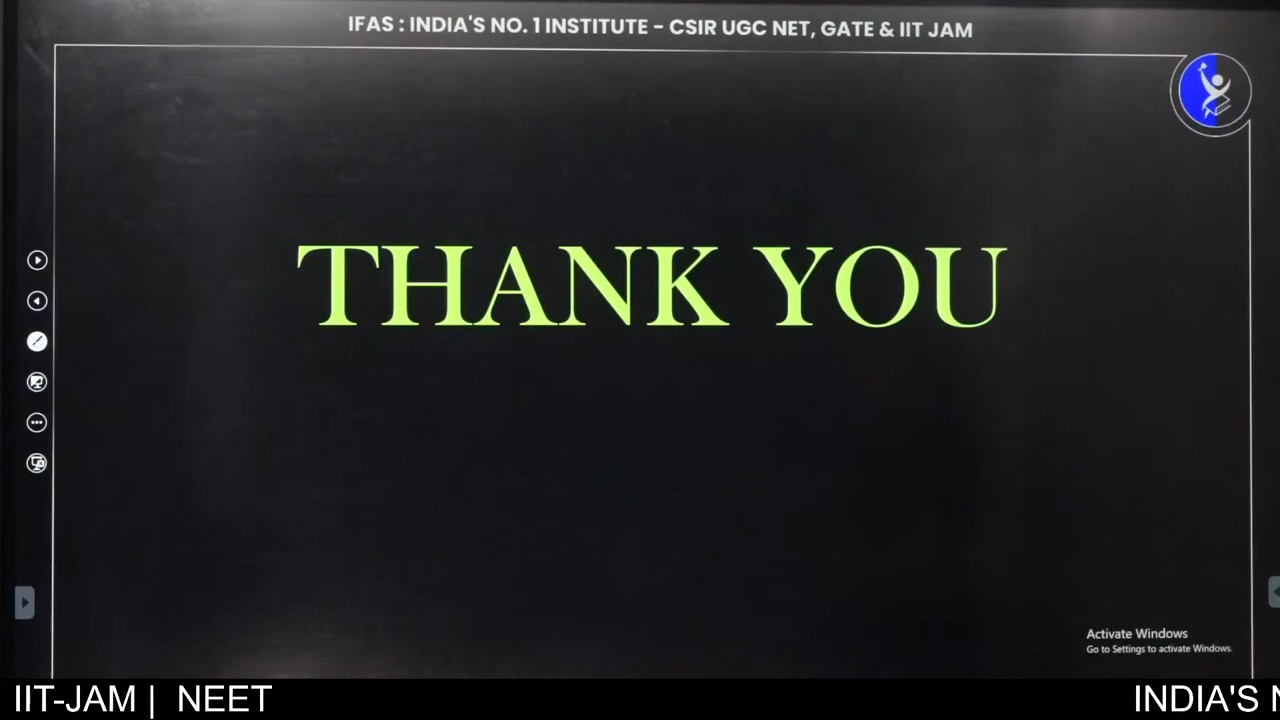 IFAS : INDIA'S NO. 1 INSTITUTE – CSIR UGC NET, GATE & IIT JAM
THANK YOU
Activate Windows
Go to Settings to activate Windows.
IIT-JAM | NEET
INDIA'S